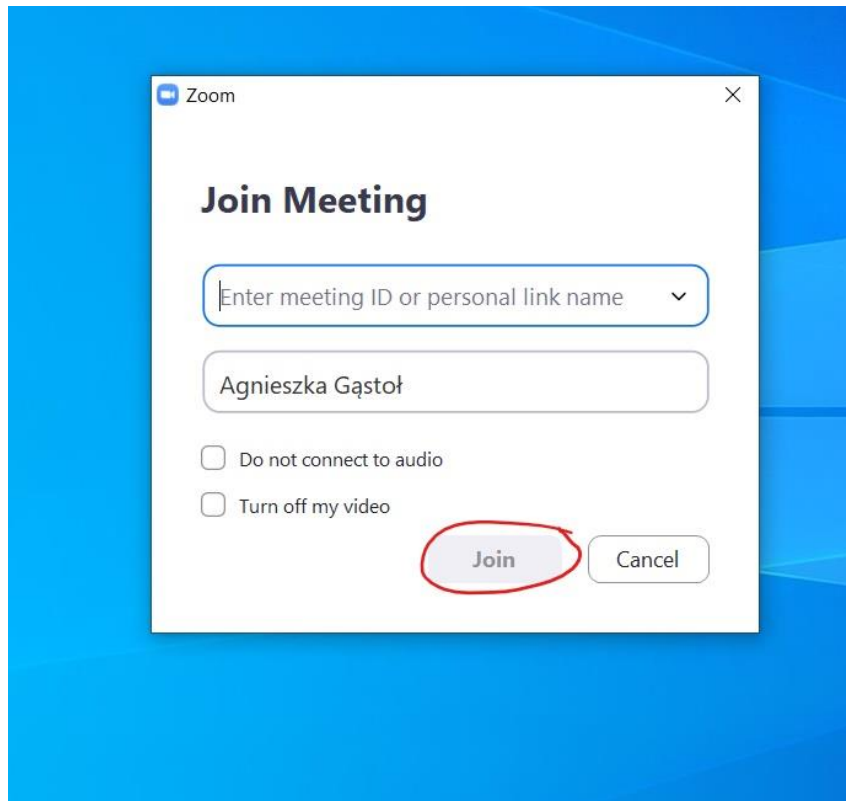 Zoom
Join Meeting
Enter meeting ID or personal link name
Agnieszka Gąstoł
Do not connect to audio
Turn off my video
Join Cancel